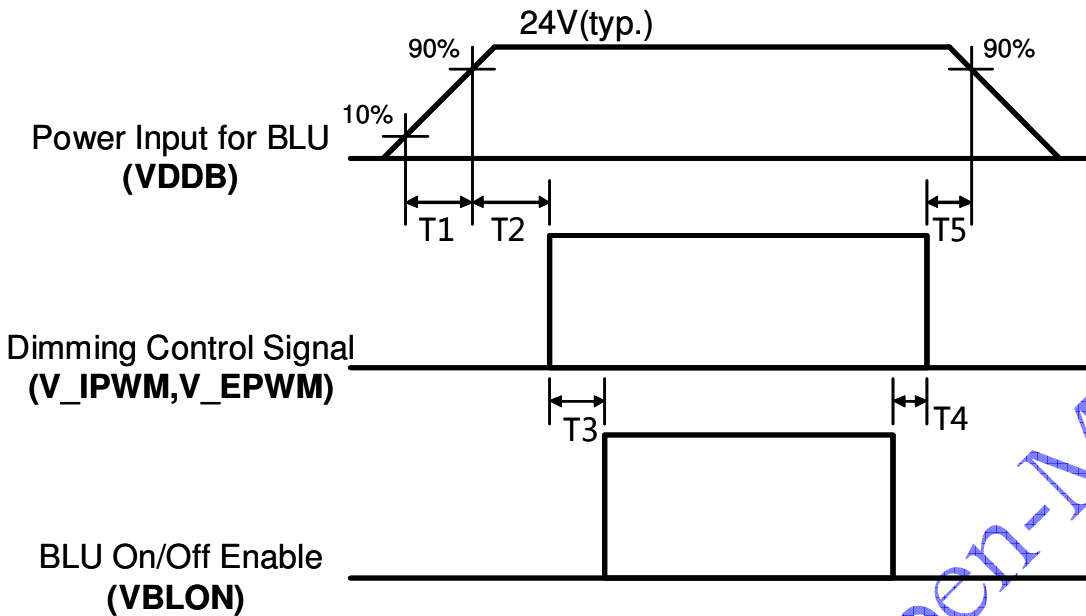 24V(typ.)
90%
90%
10%
Power Input for BLU
(VDDB)
T1
T2
T5
Dimming Control Signal
(V_IPWM,V_EPWM)
T3
T4
BLU On/Off Enable
(VBLON)